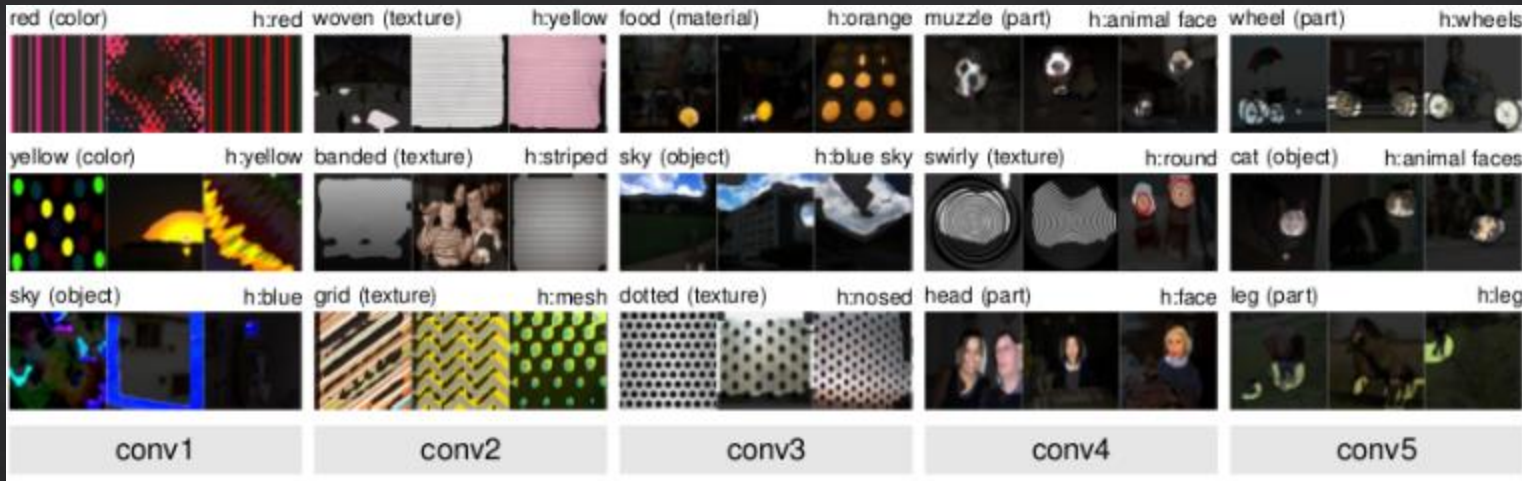 red (color) h:red woven (texture) h:yellow food (material) h:orange muzzle (part) h:animal face wheel (part) h:wheels
yellow (color) h:yellow banded (texture) h:striped sky (object) h:blue sky swirly (texture) h:round cat (object) h:animal faces
sky (object) h:blue grid (texture) h:mesh dotted (texture) h:nosed head (part) h:face leg (part) h:leg
conv1 conv2 conv3 conv4 conv5